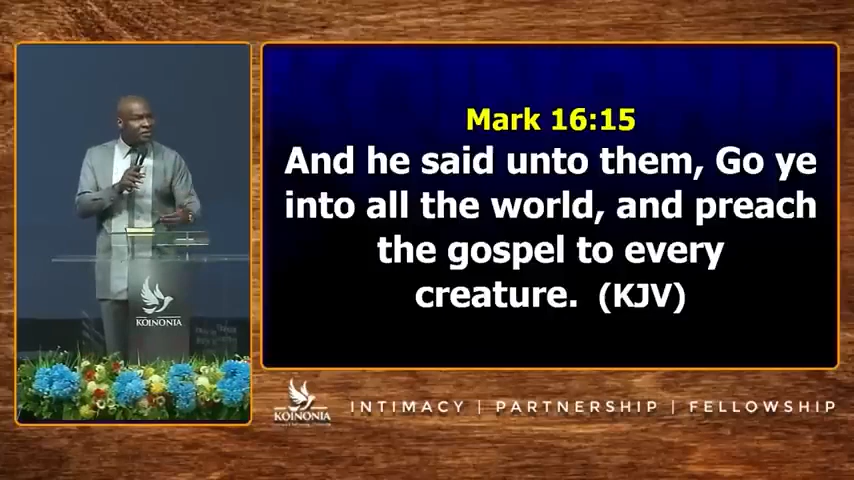 Mark 16:15
And he said unto them, Go ye
into all the world, and preach
the gospel to every
creature. (KJV)
KOINONIA
KOINONIA
INTIMACY | PARTNERSHIP | FELLOWSHIP